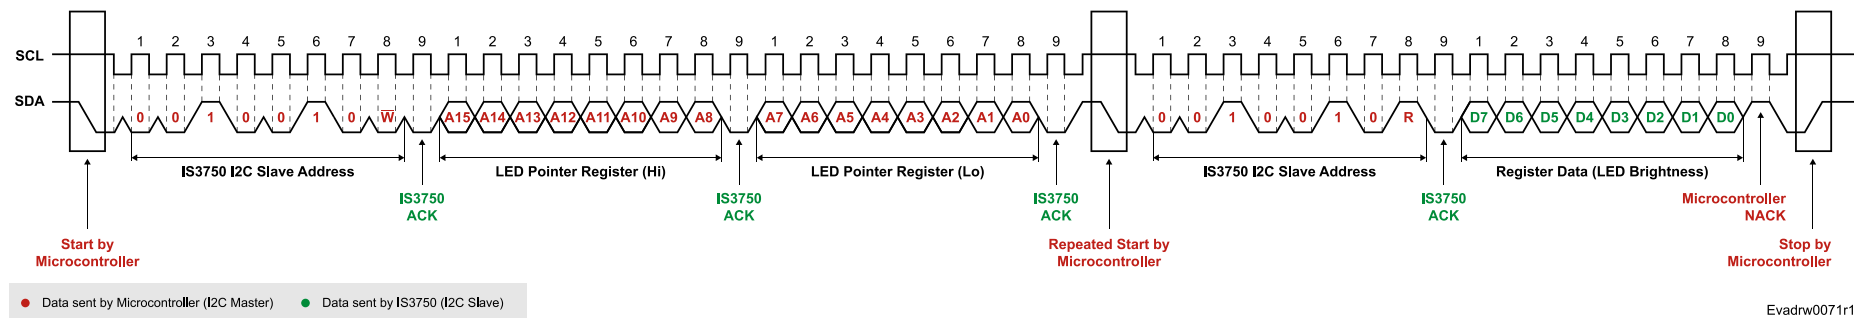 SCL
1 2 3 4 5 6 7 8 9 1 2 3 4 5 6 7 8 9 1 2 3 4 5 6 7 8 9 1 2 3 4 5 6 7 8 9 1 2 3 4 5 6 7 8 9
SDA
0 0 1 0 0 1 0 W̅ A15 A14 A13 A12 A11 A10 A9 A8 A7 A6 A5 A4 A3 A2 A1 A0 0 0 1 0 0 1 0 R D7 D6 D5 D4 D3 D2 D1 D0
IS3750 I2C Slave Address
LED Pointer Register (Hi)
LED Pointer Register (Lo)
IS3750 I2C Slave Address
Register Data (LED Brightness)
IS3750
ACK
IS3750
ACK
IS3750
ACK
IS3750
ACK
Microcontroller
NACK
Start by
Microcontroller
Repeated Start by
Microcontroller
Stop by
Microcontroller
Data sent by Microcontroller (I2C Master)
Data sent by IS3750 (I2C Slave)
Evadrw0071r1